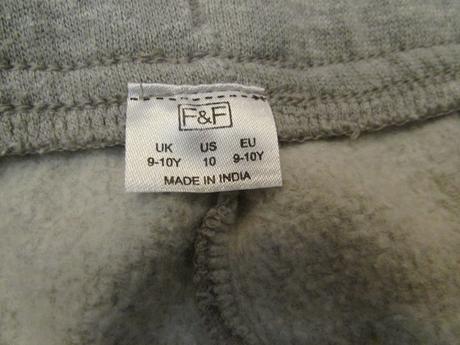 F&F
UK US EU
9-10Y 10 9-10Y
MADE IN INDIA